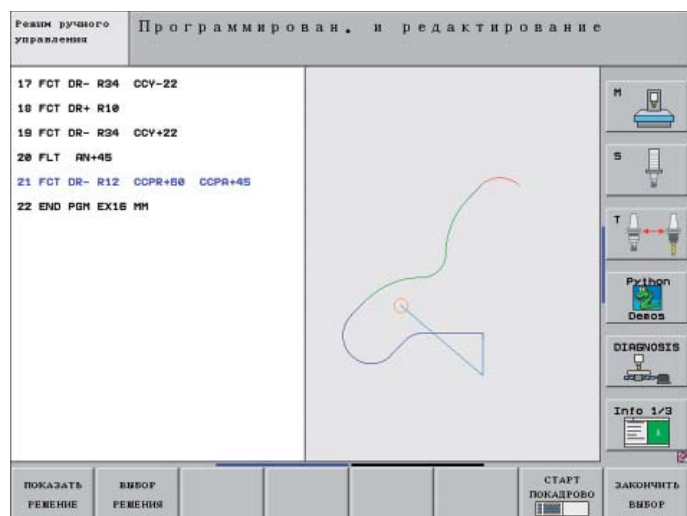 Режим ручного
управления
Программирован. и редактирование
17 FCT DR- R34 CCY-22
18 FCT DR+ R10
19 FCT DR- R34 CCY+22
20 FLT AN+45
21 FCT DR- R12 CCPR+60 CCPA+45
22 END PGM EX16 MM
M
S
T
Python
Demos
DIAGNOSIS
Info 1/3
ПОКАЗАТЬ
РЕШЕНИЕ
ВЫБОР
РЕШЕНИЯ
СТАРТ
ПОКАДРОВО
ЗАКОНЧИТЬ
ВЫБОР